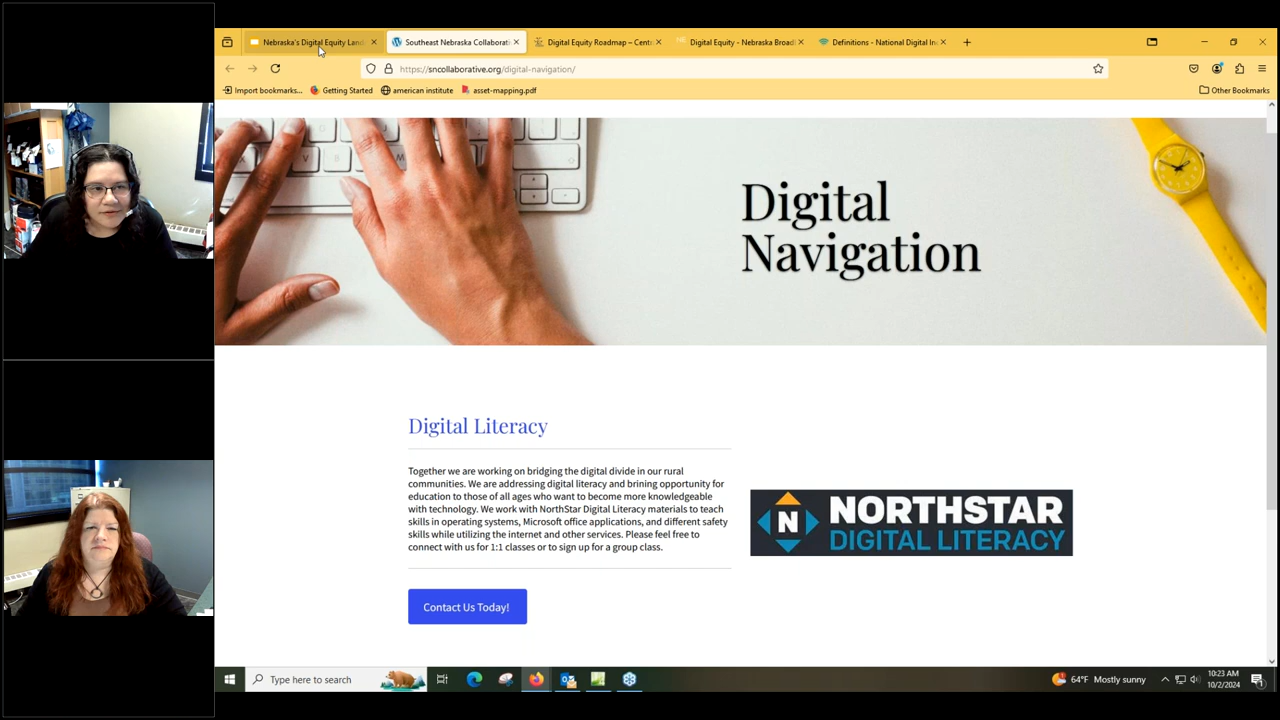 Nebraska's Digital Equity Land
Southeast Nebraska Collaborati
Digital Equity Roadmap – Centr
Digital Equity - Nebraska Broadl
Definitions - National Digital In
https://sncollaborative.org/digital-navigation/
Import bookmarks...
Getting Started
american institute
asset-mapping.pdf
Other Bookmarks
Digital
Navigation
Digital Literacy
Together we are working on bridging the digital divide in our rural
communities. We are addressing digital literacy and brining opportunity for
education to those of all ages who want to become more knowledgeable
with technology. We work with NorthStar Digital Literacy materials to teach
skills in operating systems, Microsoft office applications, and different safety
skills while utilizing the internet and other services. Please feel free to
connect with us for 1:1 classes or to sign up for a group class.
N NORTHSTAR
DIGITAL LITERACY
Contact Us Today!
Type here to search
64°F Mostly sunny
10:23 AM
10/2/2024